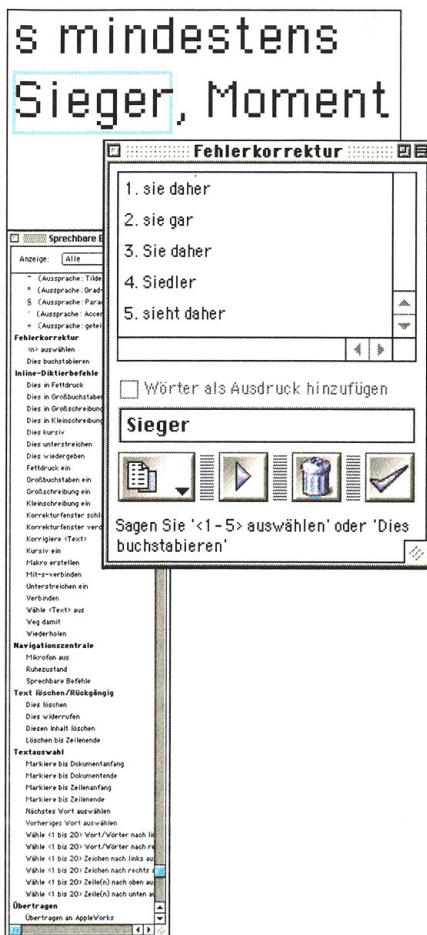 s mindestens
Sieger, Moment
Fehlerkorrektur
1. sie daher
2. sie gar
3. Sie daher
4. Siedler
5. sieht daher
Wörter als Ausdruck hinzufügen
Sieger
Sagen Sie '<1-5> auswählen' oder 'Dies
buchstabieren'
Sprechbare
Anzeige: Alle
~ (Aussprache: Tilde
° (Aussprache: Grad-
§ (Aussprache:
(Aussprache:
÷ (Aussprache:
Fehlerkorrektur
<n> auswählen
Dies buchstabieren
Inline-Diktierbefehle
Dies in Fettdruck
Dies in
Dies in Großschreibung
Dies in Kleinschreibung
Dies kursiv
Dies unterstreichen
Dies wiedergeben
Fettdruck ein
Großbuchstaben ein
Großschreibung ein
Kleinschreibung ein
Korrekturfenster
Korrekturfenster
Korrigiere <Text>
Kursiv ein
Makro erstellen
Mit-s-verbinden
Unterstreichen ein
Verbinden
Wähle <Text> aus
Weg damit
Wiederholen
Navigationszentrale
Mikrofon aus
Ruhezustand
Sprechbare Befehle
Text löschen/Rückgängig
Dies löschen
Dies widerrufen
Diesen Inhalt löschen
Löschen bis Zeilenende
Textauswahl
Markiere bis Dokumentanfang
Markiere bis Dokumentende
Markiere bis Zeilenanfang
Markiere bis Zeilenende
Nächstes Wort auswählen
Vorheriges Wort auswählen
Wähle <1 bis 20> Wort/Wörter nach
Wähle <1 bis 20> Wort/Wörter nach
Wähle <1 bis 20> Zeichen nach links au
Wähle <1 bis 20> Zeichen nach rechts
Wähle <1 bis 20> Zeile(n) nach oben au
Wähle <1 bis 20> Zeile(n) nach unten
Übertragen
Übertragen an AppleWorks